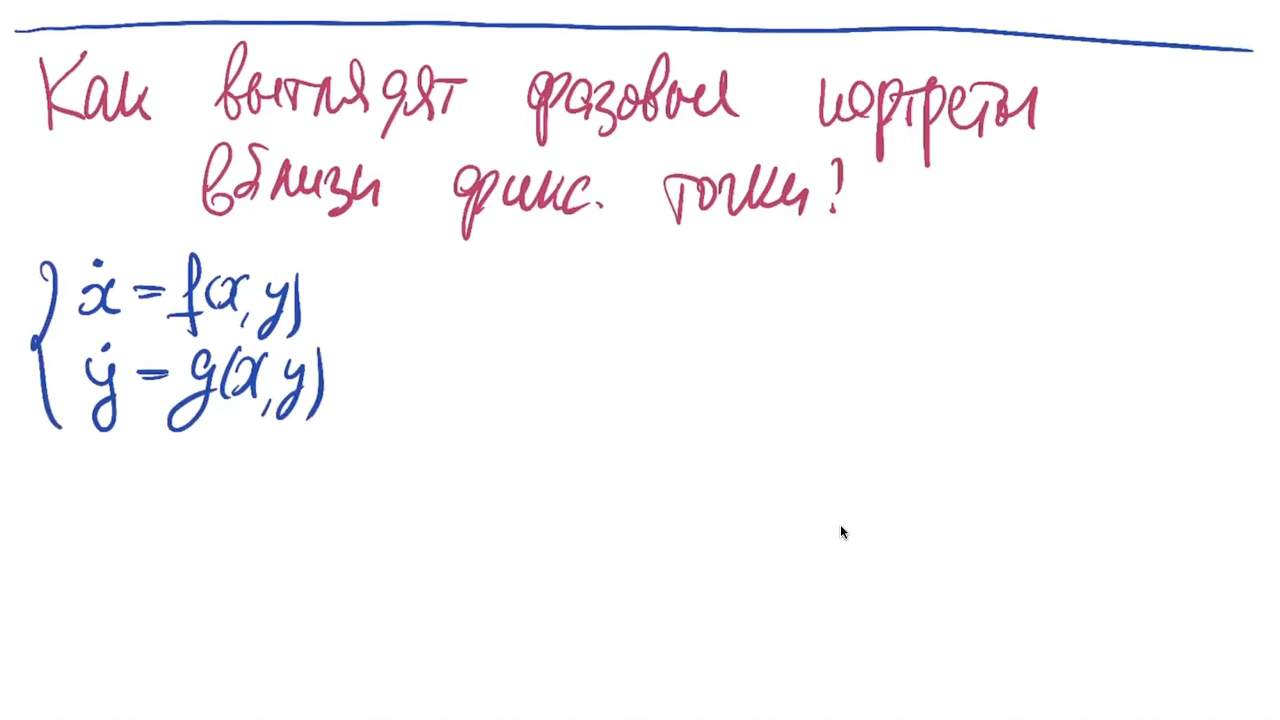 Как выглядят фазовые портреты
вблизи фикс. точки?
{ ẋ = f(x, y)
ẏ = g(x, y)